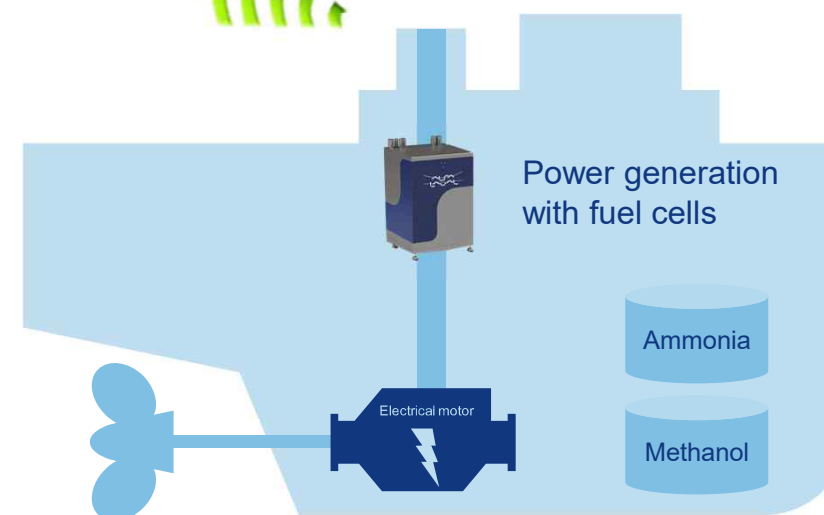 Power generation
with fuel cells
Ammonia
Electrical motor
Methanol